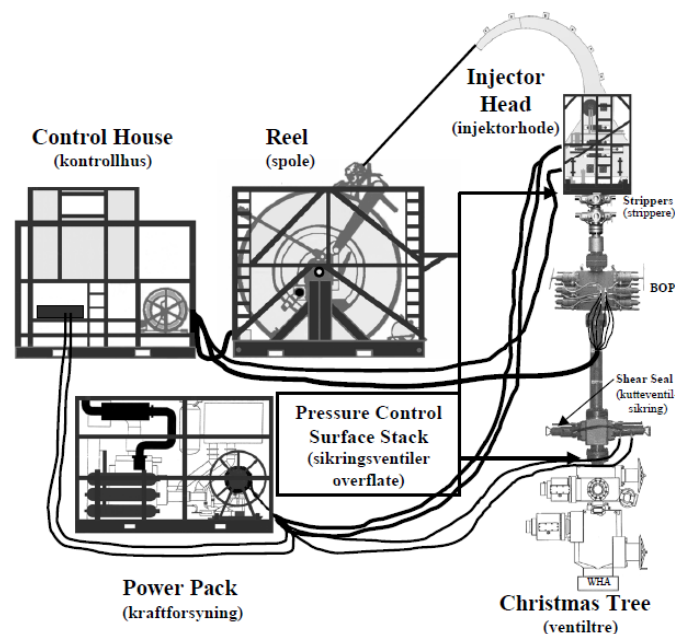 Injector
Head
(injektorhode)
Control House
(kontrollhus)
Reel
(spole)
Strippers
(strippere)
BOP
Shear Seal
(kutteventil
sikring)
Pressure Control
Surface Stack
(sikringsventiler
overflate)
WHA
Power Pack
(kraftforsyning)
Christmas Tree
(ventiltre)